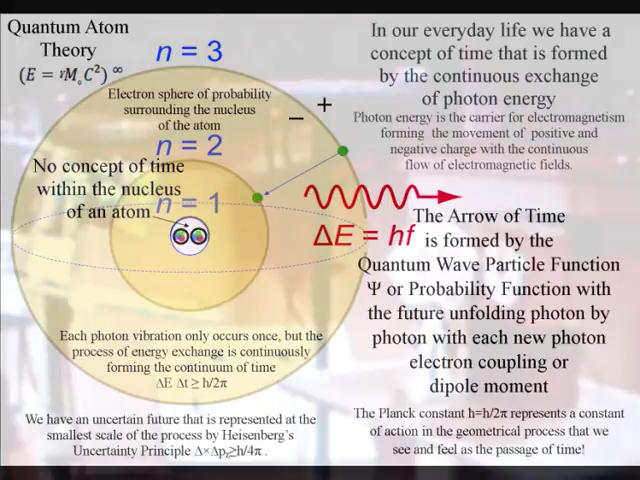 Quantum Atom
Theory
(E = ᵞM˳C²) ∞
n = 3
Electron sphere of probability
surrounding the nucleus
of the atom
n = 2
No concept of time
within the nucleus
of an atom
n = 1
− +
ΔE = hf
Each photon vibration only occurs once, but the
process of energy exchange is continuously
forming the continuum of time
ΔE Δt ≥ h/2π
We have an uncertain future that is represented at the
smallest scale of the process by Heisenberg's
Uncertainty Principle Δ×Δpₓ≥h/4π .
In our everyday life we have a
concept of time that is formed
by the continuous exchange
of photon energy
Photon energy is the carrier for electromagnetism
forming the movement of positive and
negative charge with the continuous
flow of electromagnetic fields.
The Arrow of Time
is formed by the
Quantum Wave Particle Function
Ψ or Probability Function with
the future unfolding photon by
photon with each new photon
electron coupling or
dipole moment
The Planck constant h=h/2π represents a constant
of action in the geometrical process that we
see and feel as the passage of time!